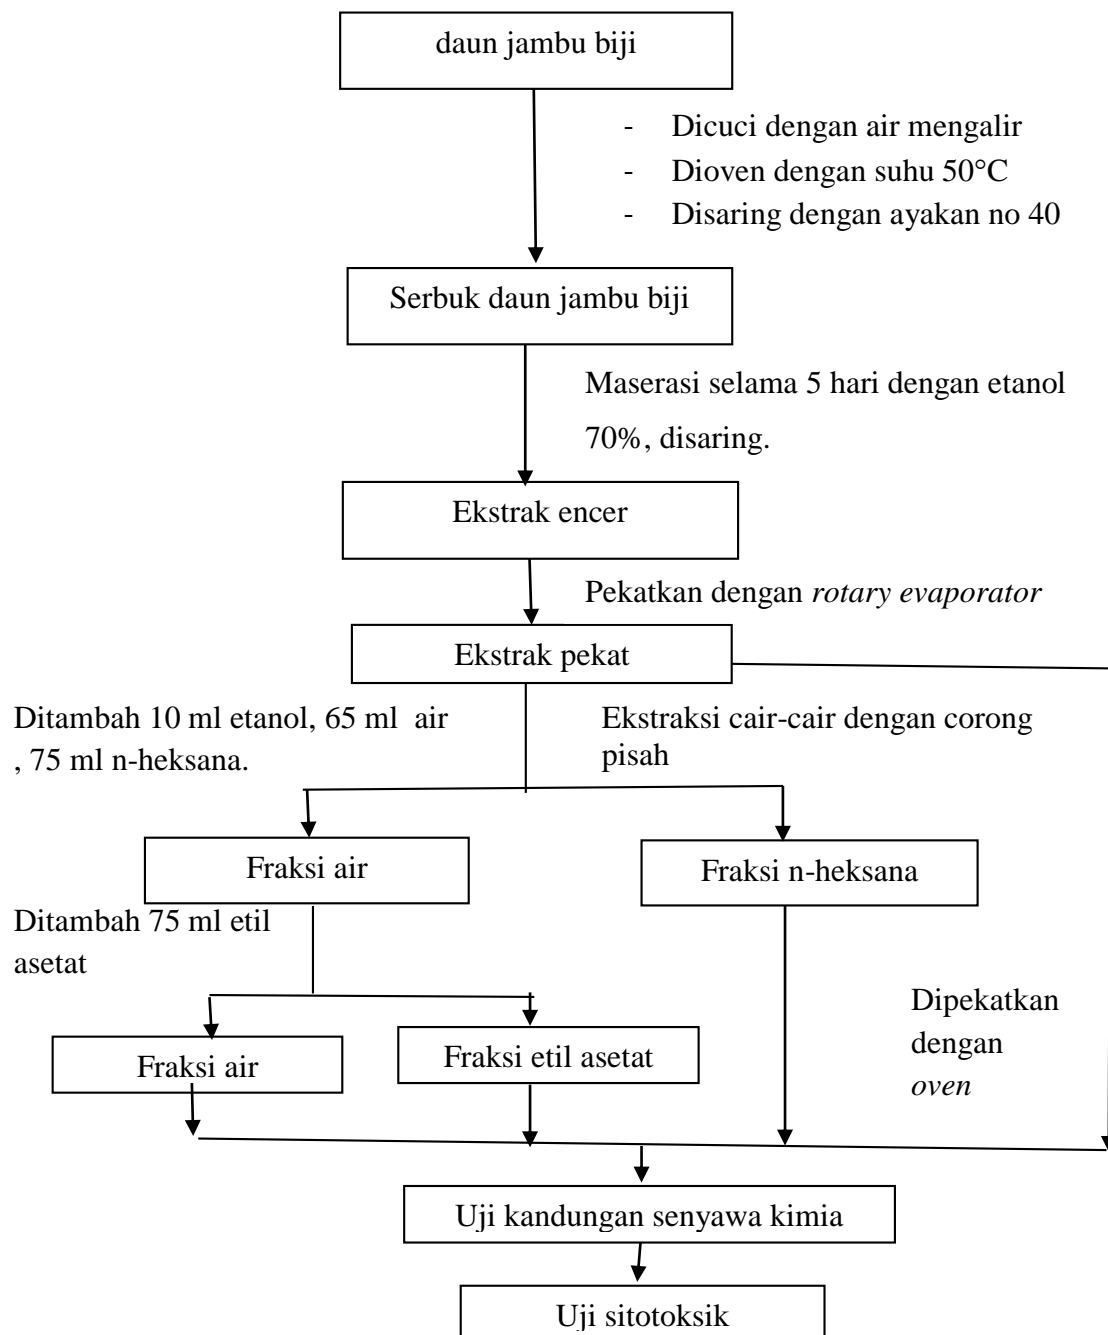 daun jambu biji
- Dicuci dengan air mengalir
- Dioven dengan suhu 50°C
- Disaring dengan ayakan no 40
Serbuk daun jambu biji
Maserasi selama 5 hari dengan etanol
70%, disaring.
Ekstrak encer
Pekatkan dengan rotary evaporator
Ekstrak pekat
Ditambah 10 ml etanol, 65 ml air
, 75 ml n-heksana.
Ekstraksi cair-cair dengan corong
pisah
Fraksi air
Fraksi n-heksana
Ditambah 75 ml etil
asetat
Dipekatkan
dengan
oven
Fraksi air
Fraksi etil asetat
Uji kandungan senyawa kimia
Uji sitotoksik